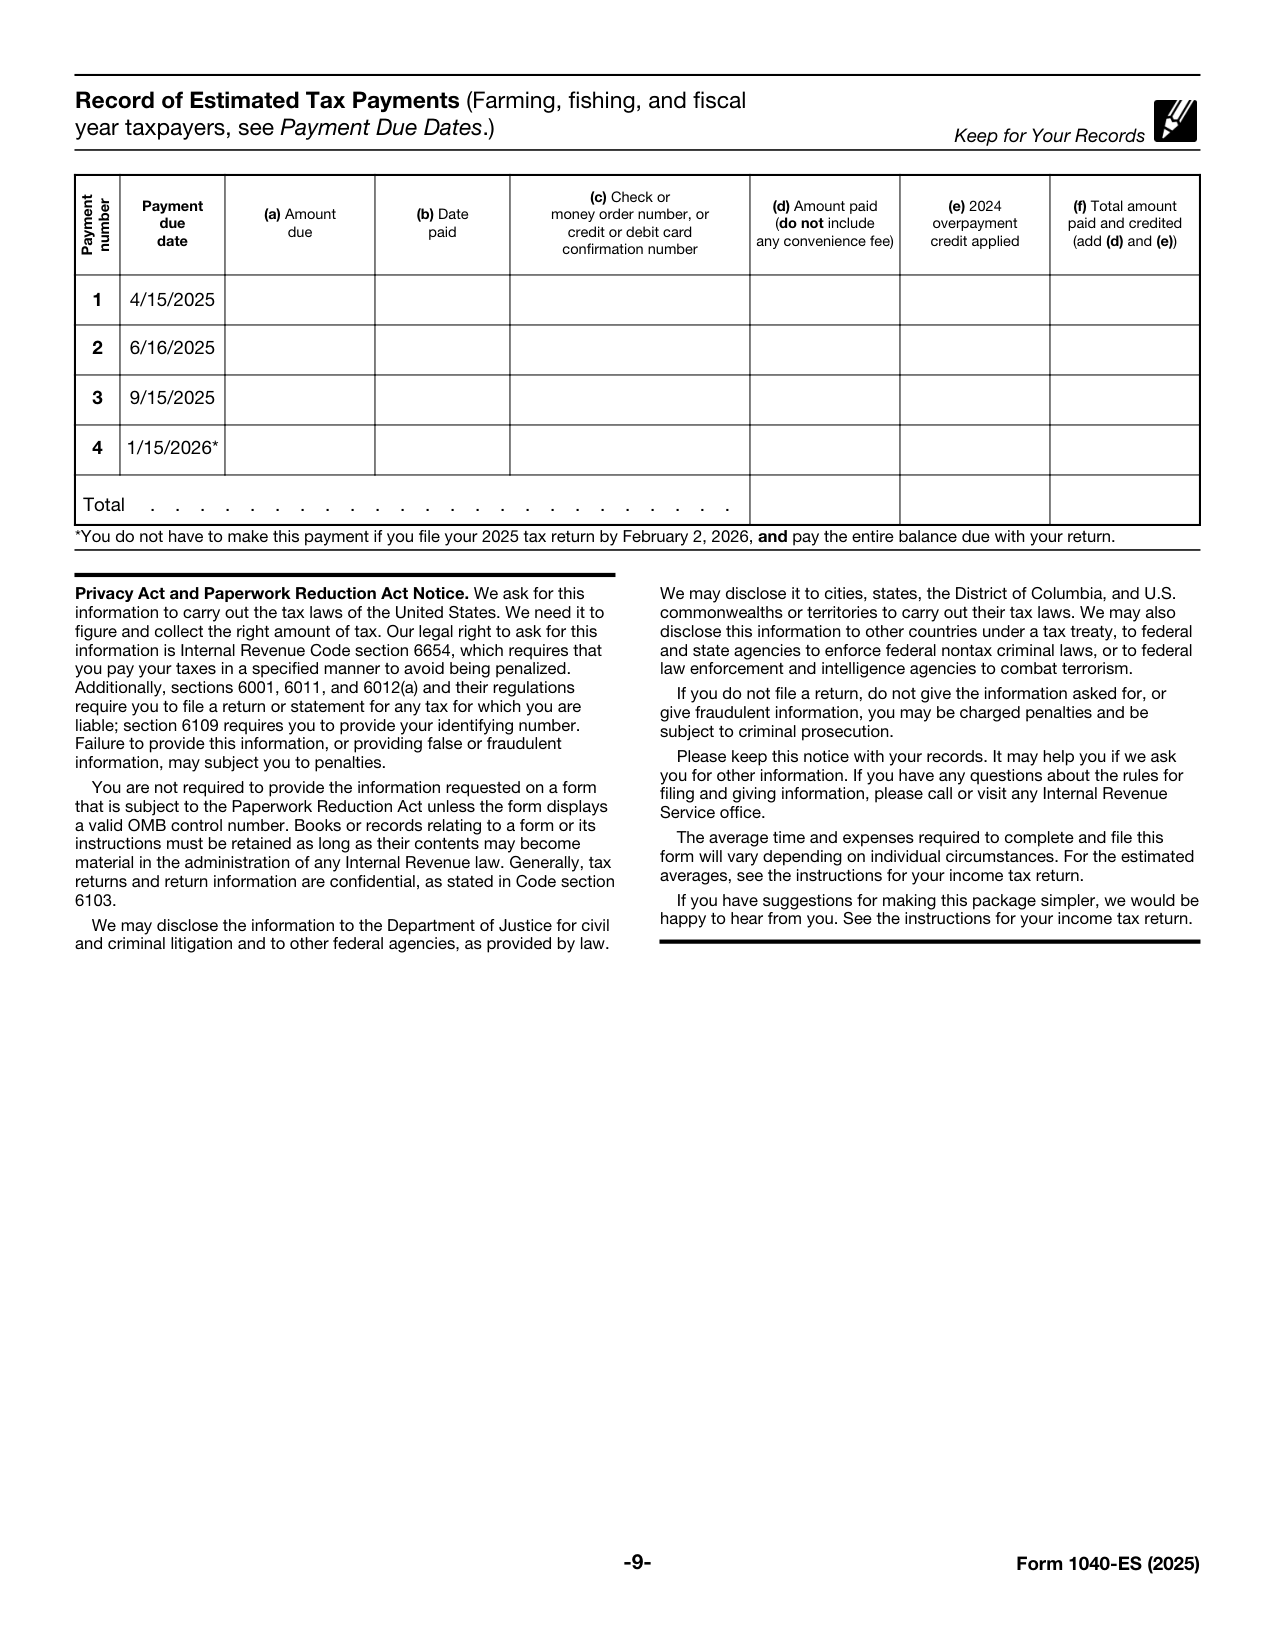 Record of Estimated Tax Payments (Farming, fishing, and fiscal
year taxpayers, see Payment Due Dates.)
Keep for Your Records
Payment
number
Payment
due
date
(a) Amount
due
(b) Date
paid
(c) Check or
money order number, or
credit or debit card
confirmation number
(d) Amount paid
(do not include
any convenience fee)
(e) 2024
overpayment
credit applied
(f) Total amount
paid and credited
(add (d) and (e))
1 4/15/2025
2 6/16/2025
3 9/15/2025
4 1/15/2026*
Total . . . . . . . . . . . . . . . . . . . . . . . .
*You do not have to make this payment if you file your 2025 tax return by February 2, 2026, and pay the entire balance due with your return.
Privacy Act and Paperwork Reduction Act Notice. We ask for this
information to carry out the tax laws of the United States. We need it to
figure and collect the right amount of tax. Our legal right to ask for this
information is Internal Revenue Code section 6654, which requires that
you pay your taxes in a specified manner to avoid being penalized.
Additionally, sections 6001, 6011, and 6012(a) and their regulations
require you to file a return or statement for any tax for which you are
liable; section 6109 requires you to provide your identifying number.
Failure to provide this information, or providing false or fraudulent
information, may subject you to penalties.
You are not required to provide the information requested on a form
that is subject to the Paperwork Reduction Act unless the form displays
a valid OMB control number. Books or records relating to a form or its
instructions must be retained as long as their contents may become
material in the administration of any Internal Revenue law. Generally, tax
returns and return information are confidential, as stated in Code section
6103.
We may disclose the information to the Department of Justice for civil
and criminal litigation and to other federal agencies, as provided by law.
We may disclose it to cities, states, the District of Columbia, and U.S.
commonwealths or territories to carry out their tax laws. We may also
disclose this information to other countries under a tax treaty, to federal
and state agencies to enforce federal nontax criminal laws, or to federal
law enforcement and intelligence agencies to combat terrorism.
If you do not file a return, do not give the information asked for, or
give fraudulent information, you may be charged penalties and be
subject to criminal prosecution.
Please keep this notice with your records. It may help you if we ask
you for other information. If you have any questions about the rules for
filing and giving information, please call or visit any Internal Revenue
Service office.
The average time and expenses required to complete and file this
form will vary depending on individual circumstances. For the estimated
averages, see the instructions for your income tax return.
If you have suggestions for making this package simpler, we would be
happy to hear from you. See the instructions for your income tax return.
-9-
Form 1040-ES (2025)